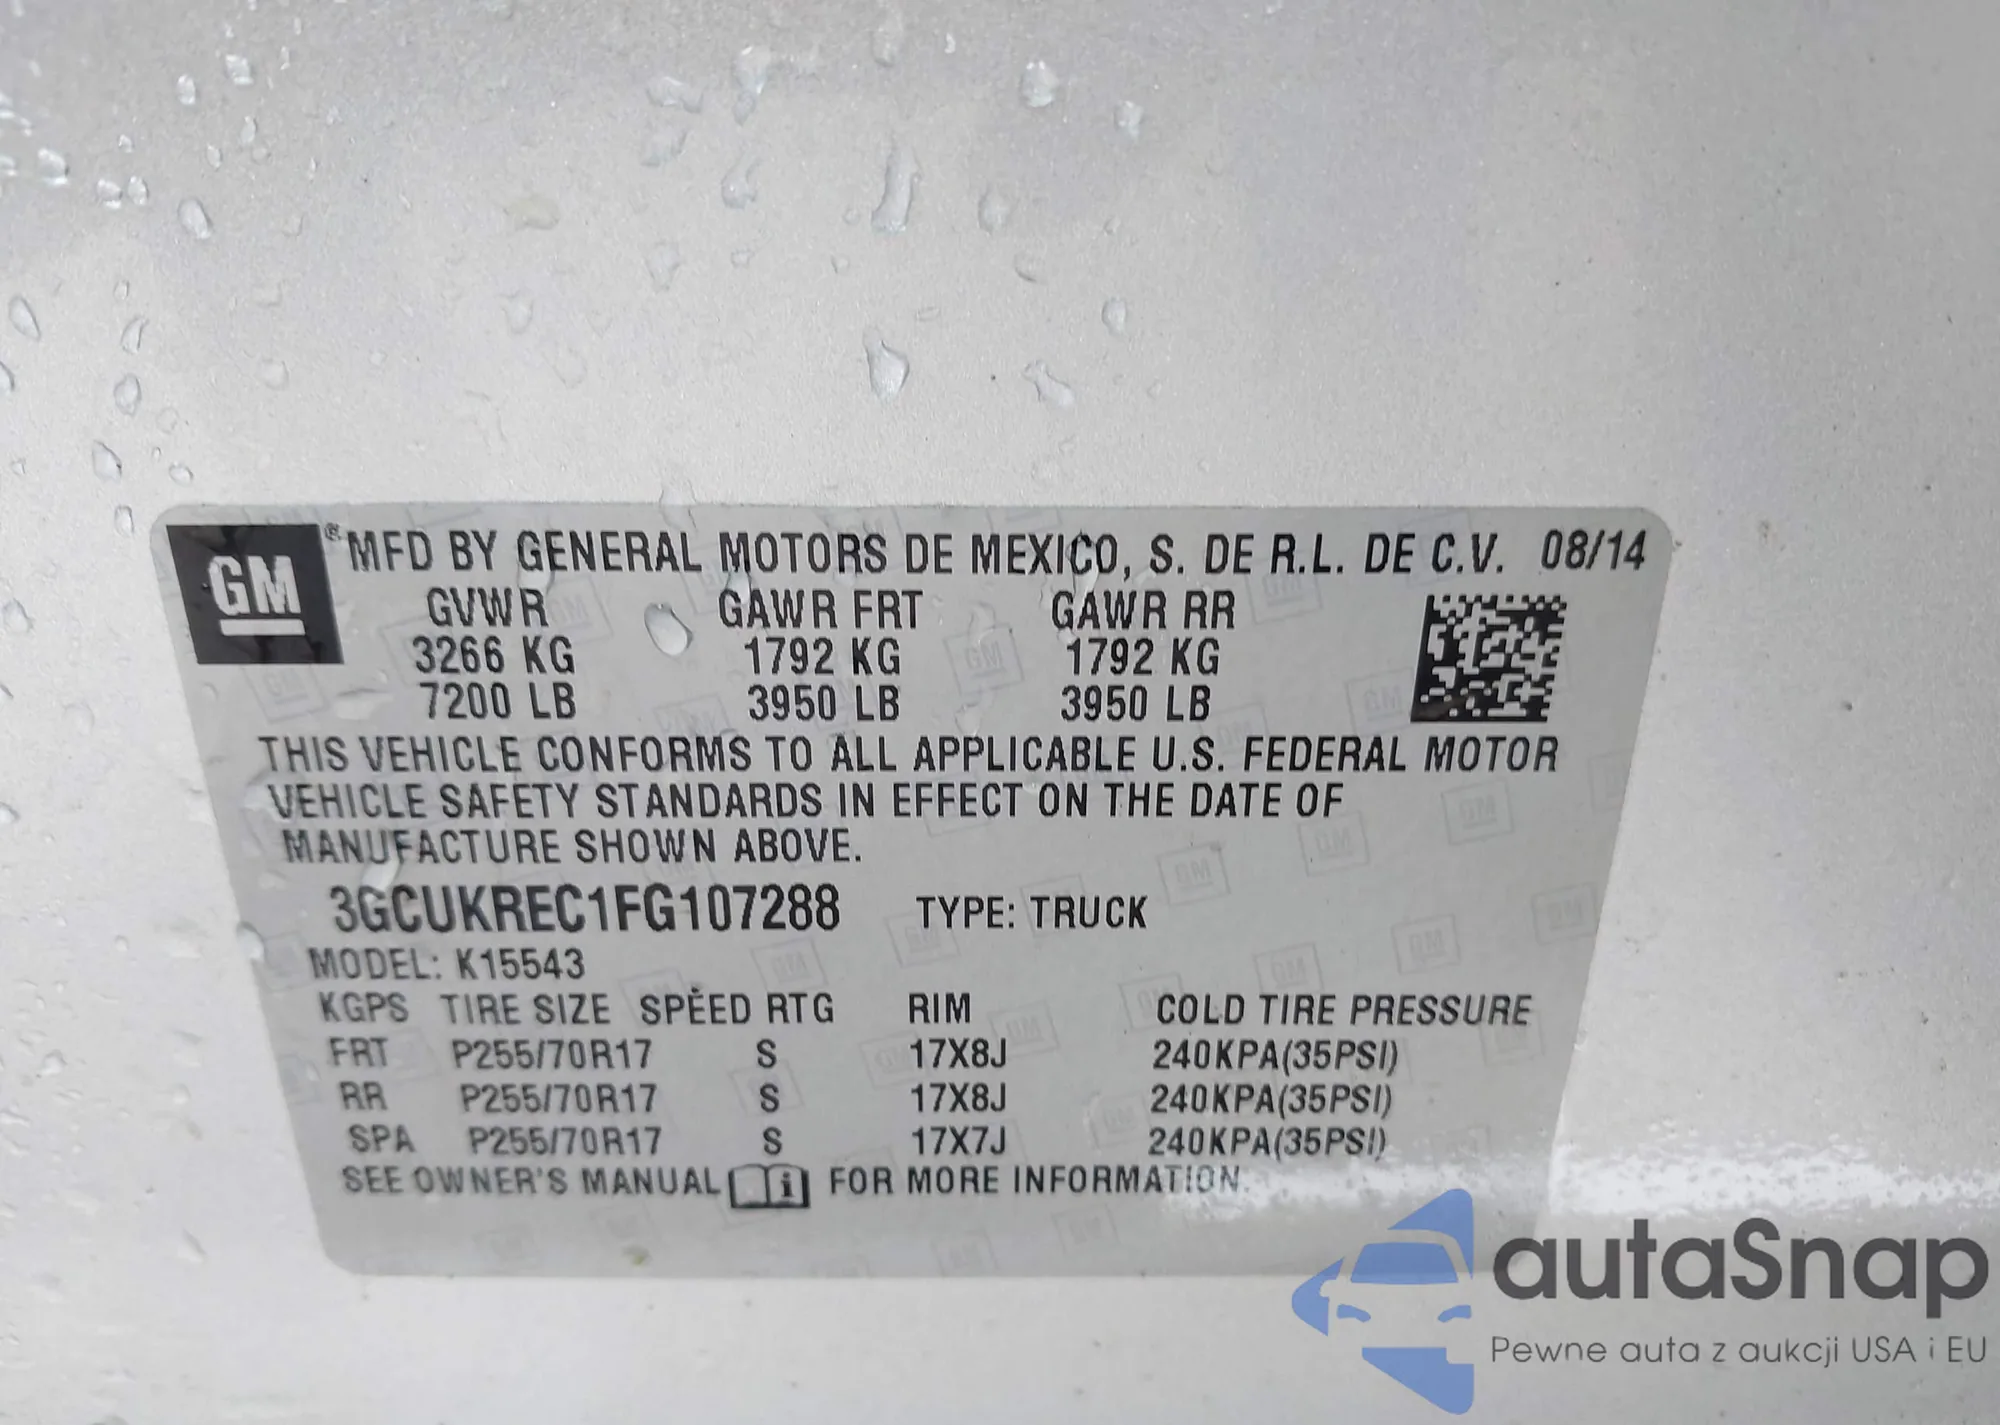 GM ® MFD BY GENERAL MOTORS DE MEXICO, S. DE R.L. DE C.V. 08/14
GVWR GAWR FRT GAWR RR
3266 KG 1792 KG 1792 KG
7200 LB 3950 LB 3950 LB
THIS VEHICLE CONFORMS TO ALL APPLICABLE U.S. FEDERAL MOTOR
VEHICLE SAFETY STANDARDS IN EFFECT ON THE DATE OF
MANUFACTURE SHOWN ABOVE.
3GCUKREC1FG107288 TYPE: TRUCK
MODEL: K15543
KGPS TIRE SIZE SPEED RTG RIM COLD TIRE PRESSURE
FRT P255/70R17 S 17X8J 240KPA(35PSI)
RR P255/70R17 S 17X8J 240KPA(35PSI)
SPA P255/70R17 S 17X7J 240KPA(35PSI)
SEE OWNER'S MANUAL i FOR MORE INFORMATION.
autaSnap
Pewne auta z aukcji USA i EU